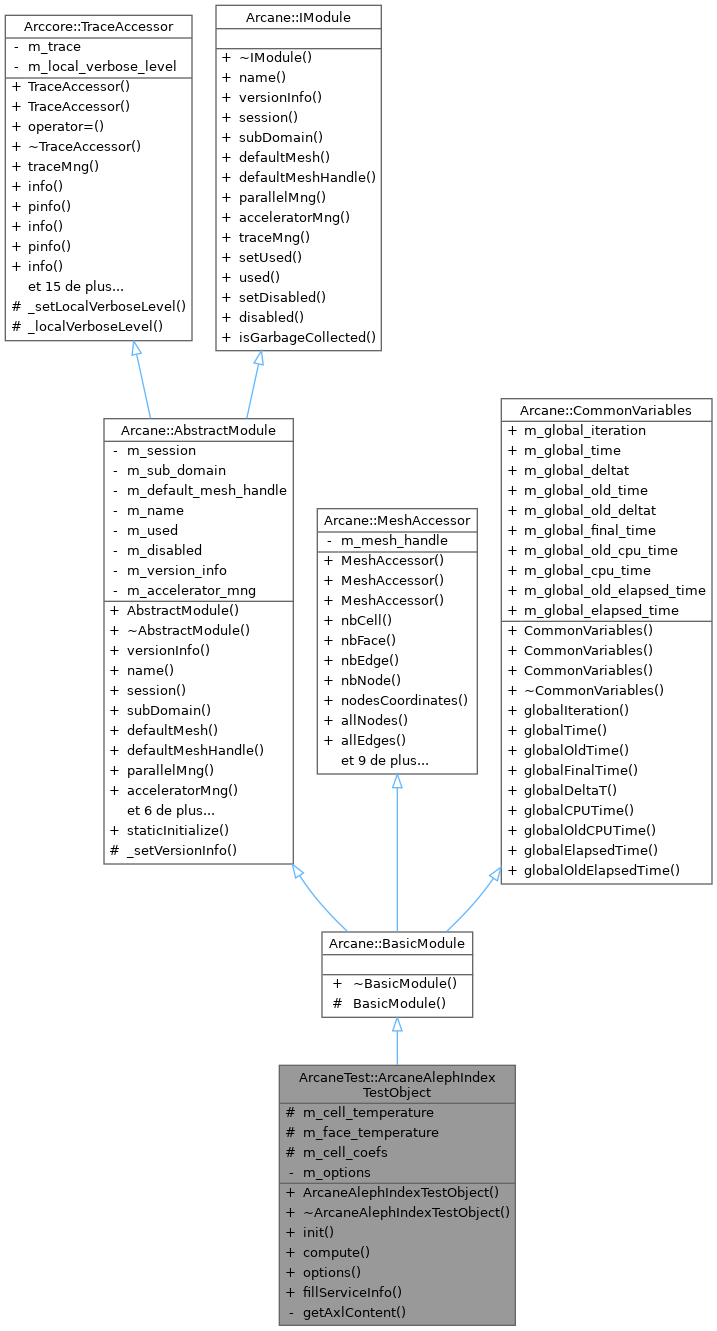 Arccore::TraceAccessor
- m_trace
- m_local_verbose_level
+ TraceAccessor()
+ TraceAccessor()
+ operator=()
+ ~TraceAccessor()
+ traceMng()
+ info()
+ pinfo()
+ info()
+ pinfo()
+ info()
et 15 de plus...
# _setLocalVerboseLevel()
# _localVerboseLevel()
Arcane::IModule
+ ~IModule()
+ name()
+ versionInfo()
+ session()
+ subDomain()
+ defaultMesh()
+ defaultMeshHandle()
+ parallelMng()
+ acceleratorMng()
+ traceMng()
+ setUsed()
+ used()
+ setDisabled()
+ disabled()
+ isGarbageCollected()
Arcane::AbstractModule
- m_session
- m_sub_domain
- m_default_mesh_handle
- m_name
- m_used
- m_disabled
- m_version_info
- m_accelerator_mng
+ AbstractModule()
+ ~AbstractModule()
+ versionInfo()
+ name()
+ session()
+ subDomain()
+ defaultMesh()
+ defaultMeshHandle()
+ parallelMng()
+ acceleratorMng()
et 6 de plus...
+ staticInitialize()
# _setVersionInfo()
Arcane::MeshAccessor
- m_mesh_handle
+ MeshAccessor()
+ MeshAccessor()
+ MeshAccessor()
+ nbCell()
+ nbFace()
+ nbEdge()
+ nbNode()
+ nodesCoordinates()
+ allNodes()
+ allEdges()
et 9 de plus...
Arcane::CommonVariables
+ m_global_iteration
+ m_global_time
+ m_global_deltat
+ m_global_old_time
+ m_global_old_deltat
+ m_global_final_time
+ m_global_old_cpu_time
+ m_global_cpu_time
+ m_global_old_elapsed_time
+ m_global_elapsed_time
+ CommonVariables()
+ CommonVariables()
+ CommonVariables()
+ ~CommonVariables()
+ globalIteration()
+ globalTime()
+ globalOldTime()
+ globalFinalTime()
+ globalDeltaT()
+ globalCPUTime()
+ globalOldCPUTime()
+ globalElapsedTime()
+ globalOldElapsedTime()
Arcane::BasicModule
+ ~BasicModule()
# BasicModule()
ArcaneTest::ArcaneAlephIndex
TestObject
# m_cell_temperature
# m_face_temperature
# m_cell_coefs
- m_options
+ ArcaneAlephIndexTestObject()
+ ~ArcaneAlephIndexTestObject()
+ init()
+ compute()
+ options()
+ fillServiceInfo()
- getAxlContent()